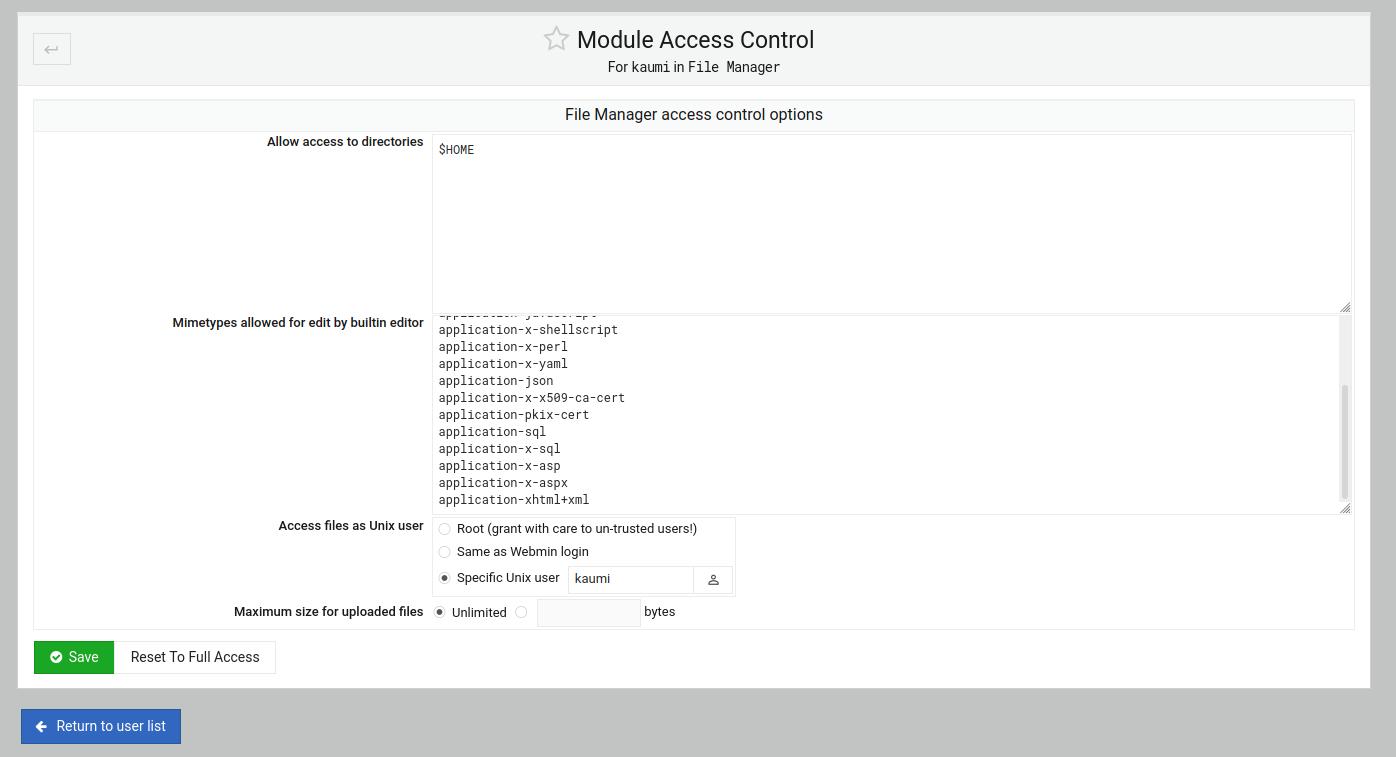 Module Access Control
For kaumi in File Manager
File Manager access control options
Allow access to directories
$HOME
Mimetypes allowed for edit by builtin editor
application-javascript
application-x-shellscript
application-x-perl
application-x-yaml
application-json
application-x-x509-ca-cert
application-pkix-cert
application-sql
application-x-sql
application-x-asp
application-x-aspx
application-xhtml+xml
Access files as Unix user
Root (grant with care to un-trusted users!)
Same as Webmin login
Specific Unix user kaumi
Maximum size for uploaded files Unlimited bytes
Save Reset To Full Access
Return to user list